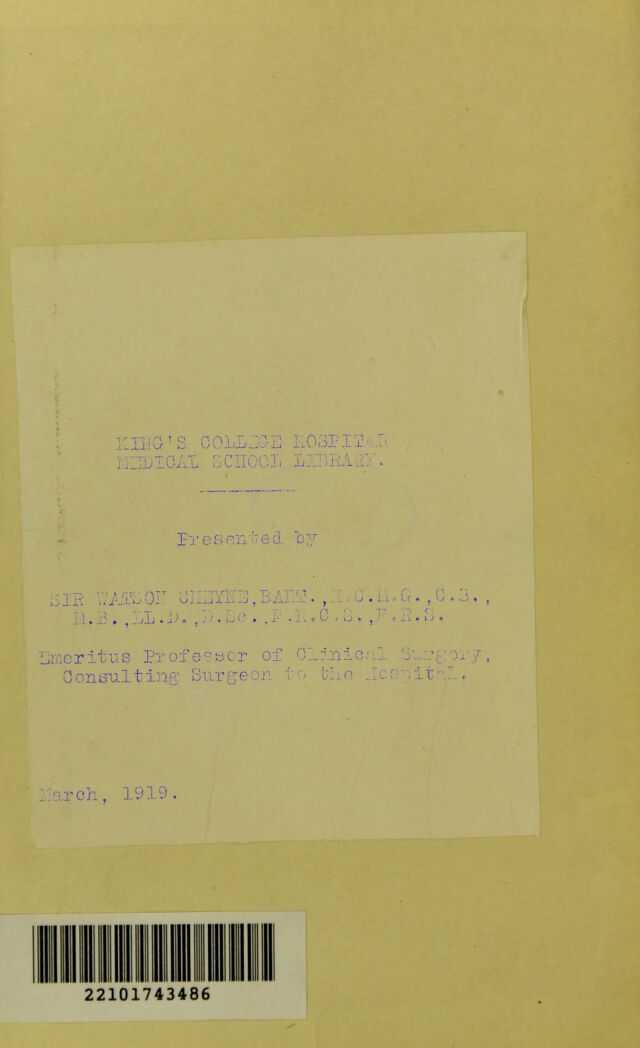 KING'S COLLEGE HOSPITAL
MEDICAL SCHOOL LIBRARY.
Presented by
SIR WATSON CHEYNE,BART.,K.C.M.G.,C.B.,
M.B.,LL.D.,D.Sc.,F.R.C.S.,F.R.S.
Emeritus Professor of Clinical Surgery,
Consulting Surgeon to the Hospital.
March, 1919.
22101743486